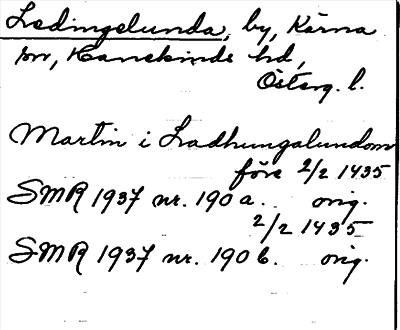 Ledingelunda, by, Kärna
sn, Hanekinds hd,
Österg. l.
Martin i Ladhungalundom
före 2/2 1435
SMR 1937 nr. 190 a. orig.
2/2 1435
SMR 1937 nr. 190 b. orig.